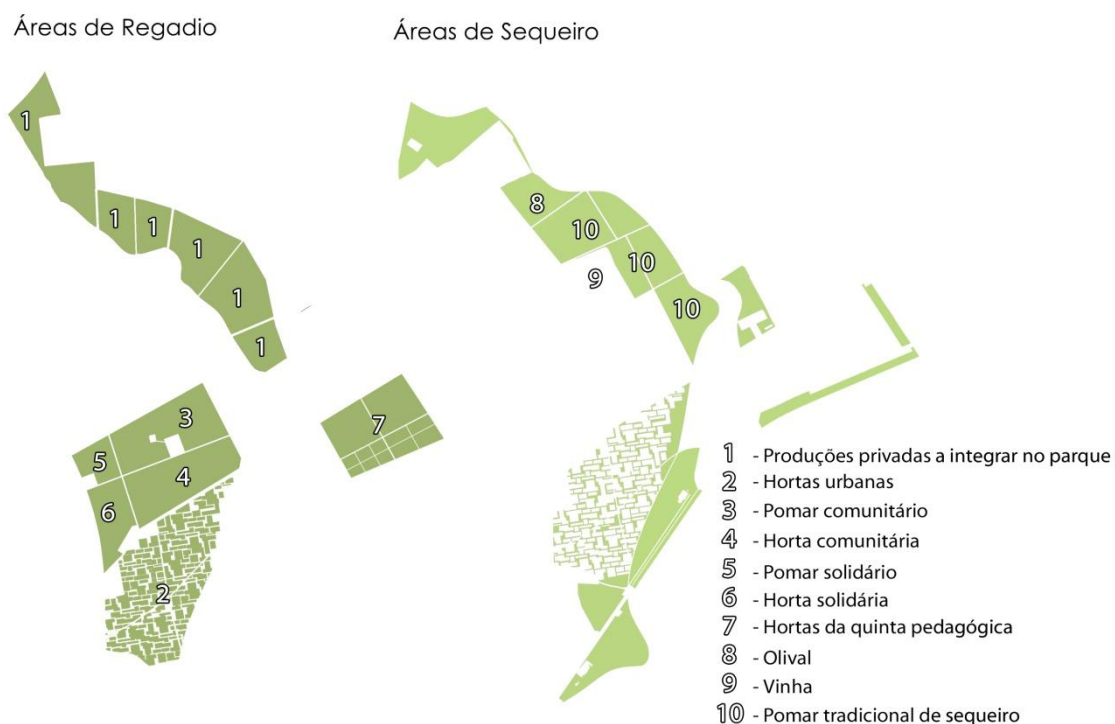 Áreas de Regadio
Áreas de Sequeiro
1
1
1
1
1
1
3
5
4
6
2
7
8
10
10
9
10
1 - Produções privadas a integrar no parque
2 - Hortas urbanas
3 - Pomar comunitário
4 - Horta comunitária
5 - Pomar solidário
6 - Horta solidária
7 - Hortas da quinta pedagógica
8 - Olival
9 - Vinha
10 - Pomar tradicional de sequeiro